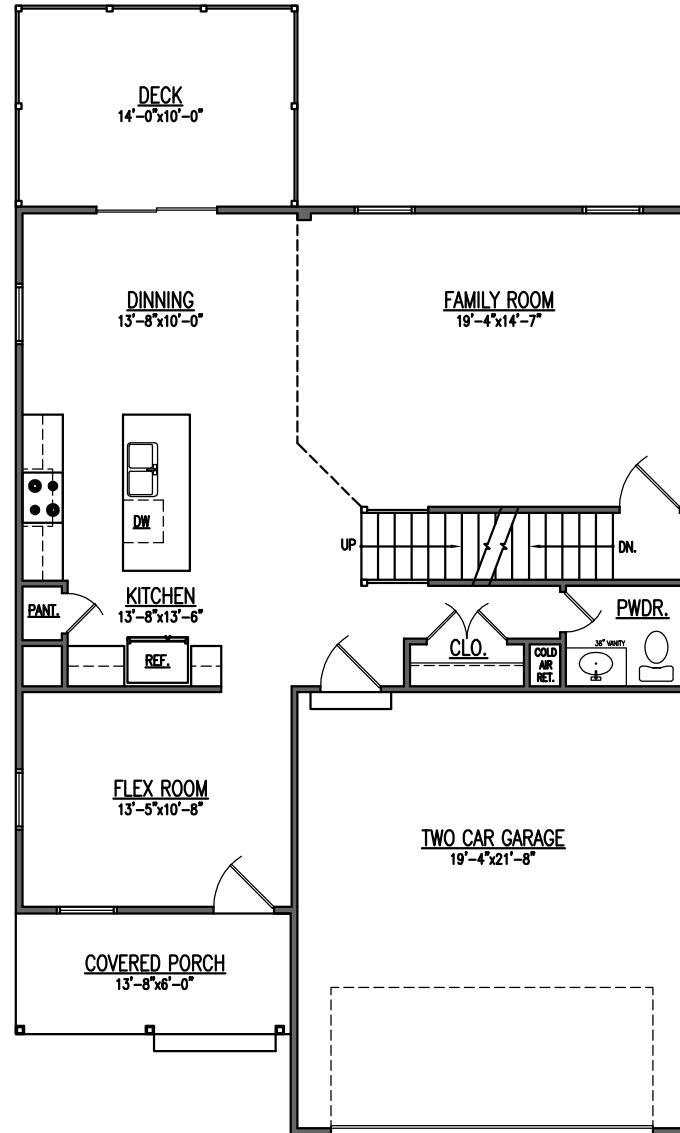 DECK
14'-0"x10'-0"
DINNING
13'-8"x10'-0"
FAMILY ROOM
19'-4"x14'-7"
DW
UP
DN.
KITCHEN
13'-8"x13'-6"
PANT.
REF.
CLO.
COLD
AIR
RET.
PWDR.
36" VANITY
FLEX ROOM
13'-5"x10'-8"
TWO CAR GARAGE
19'-4"x21'-8"
COVERED PORCH
13'-8"x6'-0"